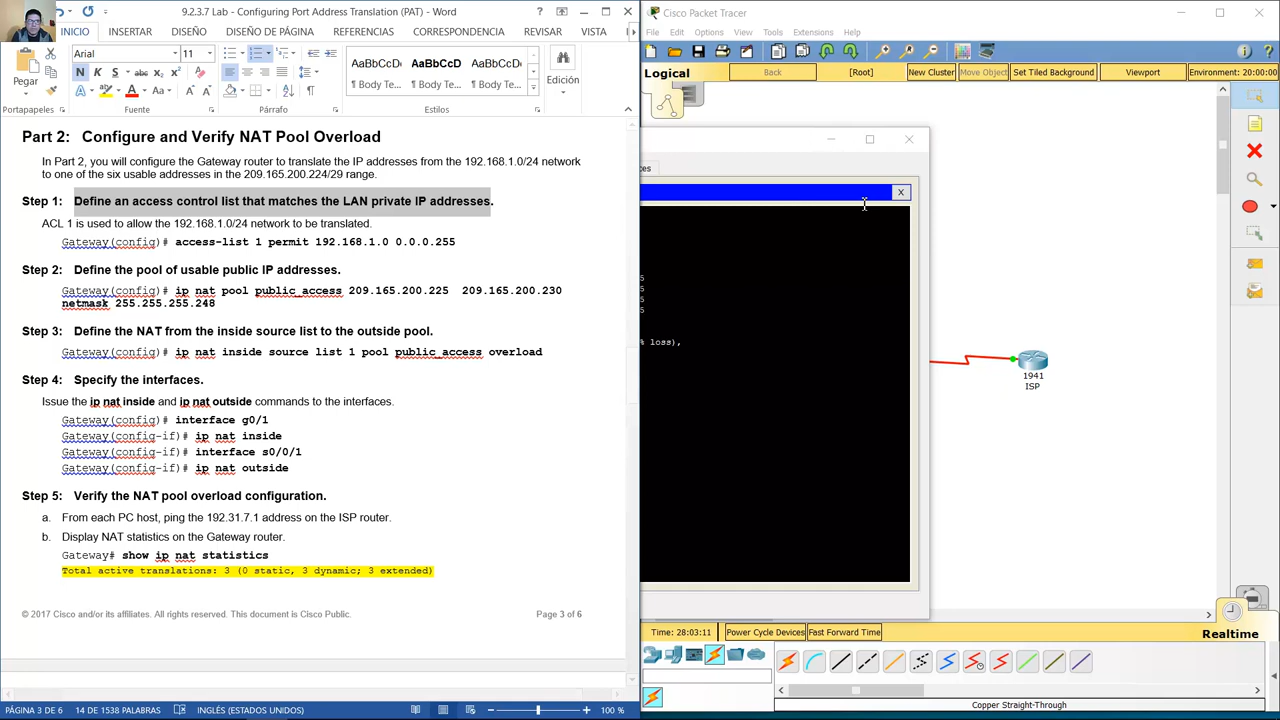 9.2.3.7 Lab - Configuring Port Address Translation (PAT) - Word
INICIO INSERTAR DISEÑO DISEÑO DE PÁGINA REFERENCIAS CORRESPONDENCIA REVISAR VISTA
Arial 11
Pegar
N K S abc x₂ x²
AaBbCcD AaBbCcD AaBbCcD
¶ Body Te... ¶ Body Te... ¶ Body Te...
Edición
Portapapeles Fuente Párrafo Estilos
Part 2: Configure and Verify NAT Pool Overload
In Part 2, you will configure the Gateway router to translate the IP addresses from the 192.168.1.0/24 network
to one of the six usable addresses in the 209.165.200.224/29 range.
Step 1: Define an access control list that matches the LAN private IP addresses.
ACL 1 is used to allow the 192.168.1.0/24 network to be translated.
Gateway(config)# access-list 1 permit 192.168.1.0 0.0.0.255
Step 2: Define the pool of usable public IP addresses.
Gateway(config)# ip nat pool public_access 209.165.200.225 209.165.200.230
netmask 255.255.255.248
Step 3: Define the NAT from the inside source list to the outside pool.
Gateway(config)# ip nat inside source list 1 pool public_access overload
Step 4: Specify the interfaces.
Issue the ip nat inside and ip nat outside commands to the interfaces.
Gateway(config)# interface g0/1
Gateway(config-if)# ip nat inside
Gateway(config-if)# interface s0/0/1
Gateway(config-if)# ip nat outside
Step 5: Verify the NAT pool overload configuration.
a. From each PC host, ping the 192.31.7.1 address on the ISP router.
b. Display NAT statistics on the Gateway router.
Gateway# show ip nat statistics
Total active translations: 3 (0 static, 3 dynamic; 3 extended)
© 2017 Cisco and/or its affiliates. All rights reserved. This document is Cisco Public. Page 3 of 6
PÁGINA 3 DE 6 14 DE 1538 PALABRAS INGLÉS (ESTADOS UNIDOS) 100 %
Cisco Packet Tracer
File Edit Options View Tools Extensions Help
Logical Back [Root] New Cluster Move Object Set Tiled Background Viewport Environment: 20:00:00
ces
X
5
5
5
5
% loss),
1941
ISP
Time: 28:03:11 Power Cycle Devices Fast Forward Time
Realtime
Copper Straight-Through